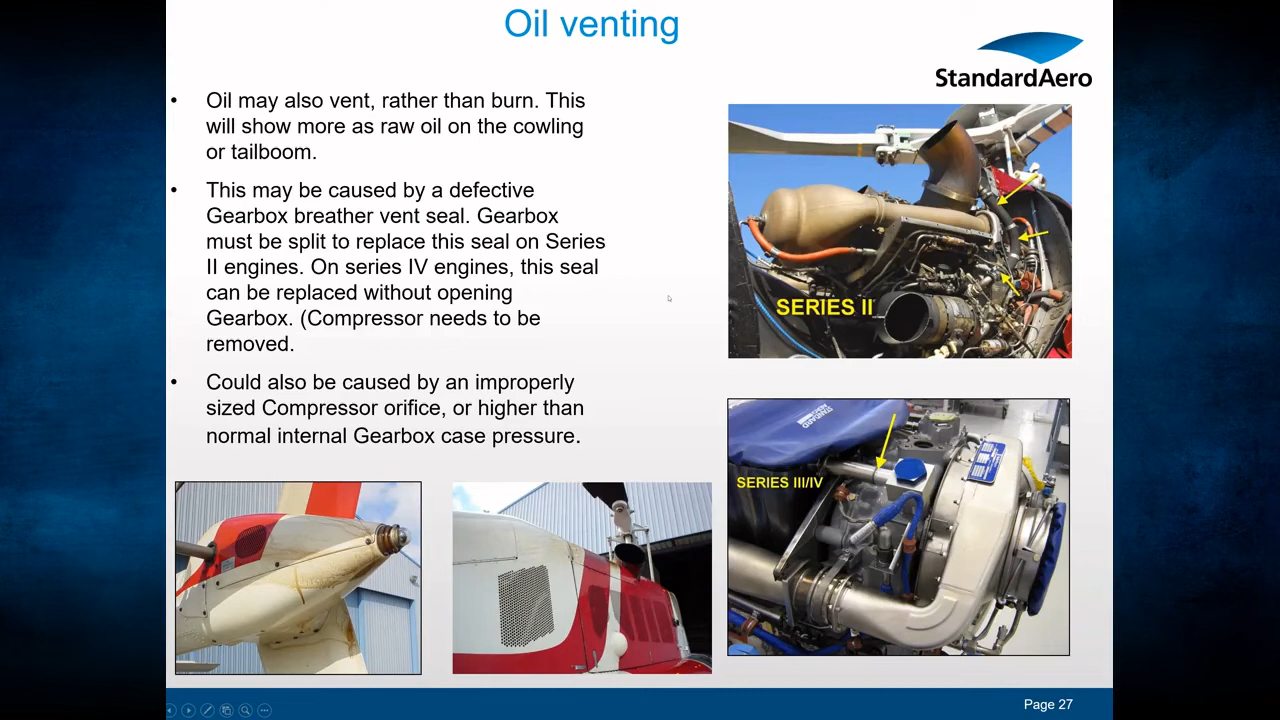 Oil venting
StandardAero
• Oil may also vent, rather than burn. This
will show more as raw oil on the cowling
or tailboom.
• This may be caused by a defective
Gearbox breather vent seal. Gearbox
must be split to replace this seal on Series
II engines. On series IV engines, this seal
can be replaced without opening
Gearbox. (Compressor needs to be
removed.
• Could also be caused by an improperly
sized Compressor orifice, or higher than
normal internal Gearbox case pressure.
SERIES II
SERIES III/IV
Page 27